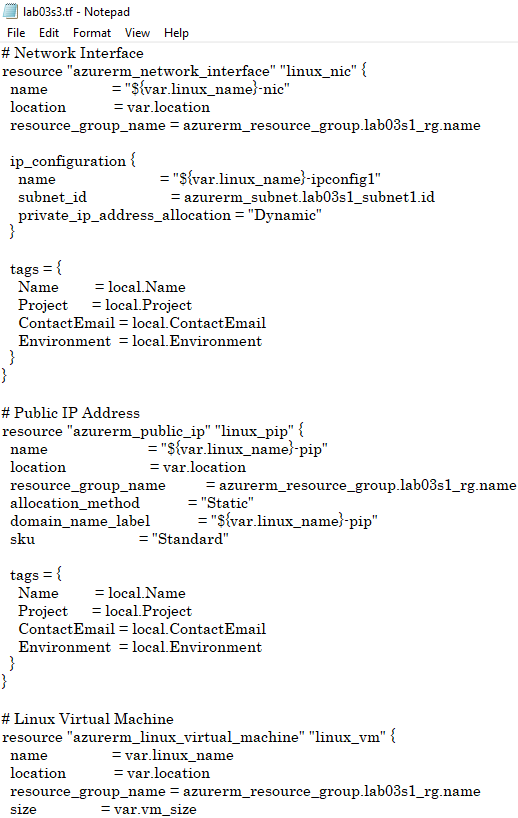 lab03s3.tf - Notepad
File Edit Format View Help
# Network Interface
resource "azurerm_network_interface" "linux_nic" {
  name                = "${var.linux_name}-nic"
  location            = var.location
  resource_group_name = azurerm_resource_group.lab03s1_rg.name

  ip_configuration {
    name                          = "${var.linux_name}-ipconfig1"
    subnet_id                     = azurerm_subnet.lab03s1_subnet1.id
    private_ip_address_allocation = "Dynamic"
  }

  tags = {
    Name         = local.Name
    Project      = local.Project
    ContactEmail = local.ContactEmail
    Environment  = local.Environment
  }
}

# Public IP Address
resource "azurerm_public_ip" "linux_pip" {
  name                         = "${var.linux_name}-pip"
  location                     = var.location
  resource_group_name          = azurerm_resource_group.lab03s1_rg.name
  allocation_method            = "Static"
  domain_name_label            = "${var.linux_name}-pip"
  sku                          = "Standard"

  tags = {
    Name         = local.Name
    Project      = local.Project
    ContactEmail = local.ContactEmail
    Environment  = local.Environment
  }
}

# Linux Virtual Machine
resource "azurerm_linux_virtual_machine" "linux_vm" {
  name                = var.linux_name
  location            = var.location
  resource_group_name = azurerm_resource_group.lab03s1_rg.name
  size                = var.vm_size